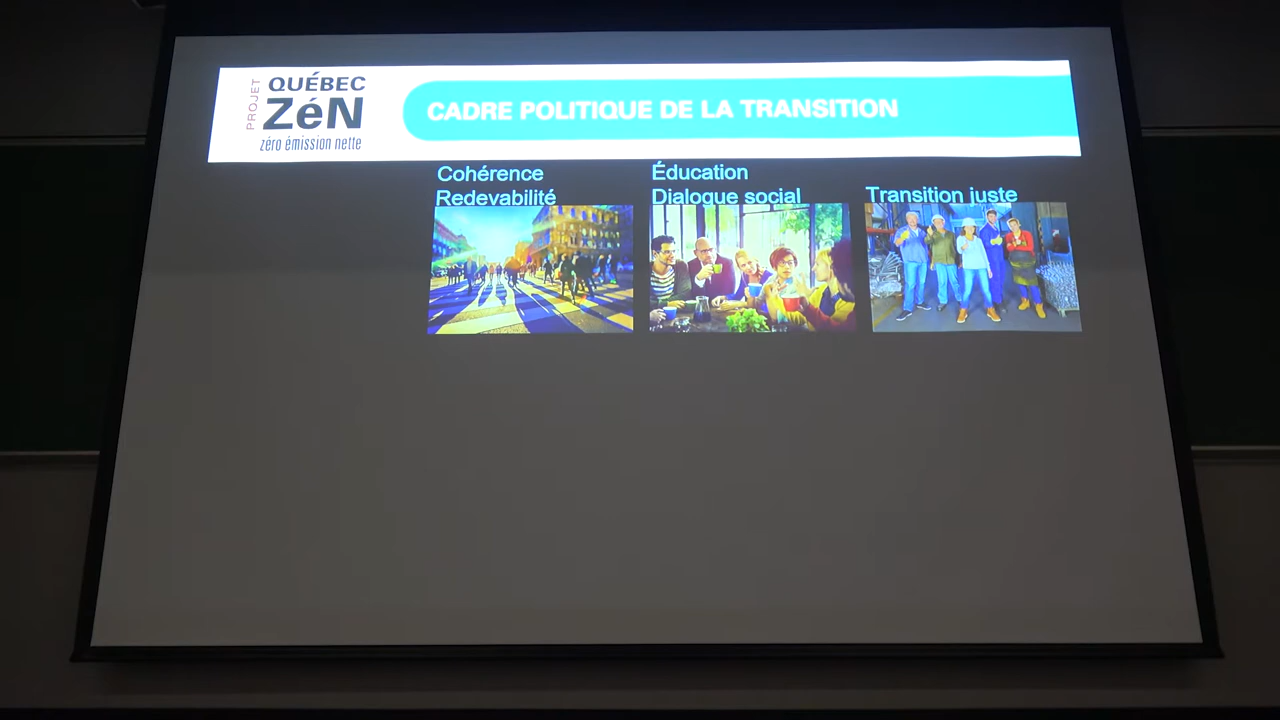 PROJET
QUÉBEC
ZéN
zéro émission nette
CADRE POLITIQUE DE LA TRANSITION
Cohérence
Redevabilité
Éducation
Dialogue social
Transition juste